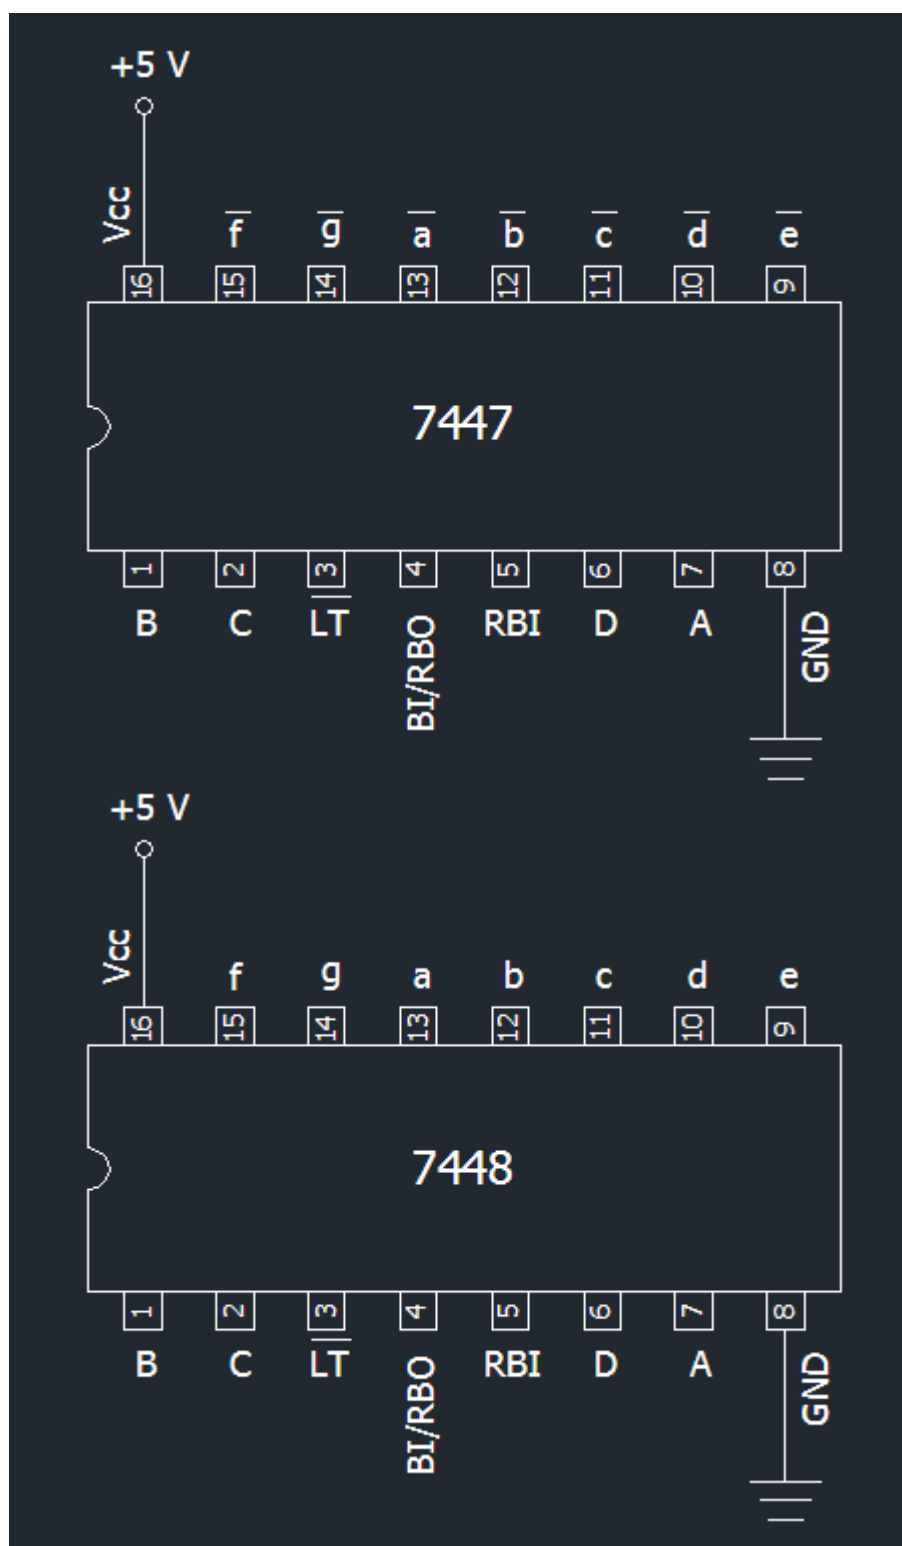 +5 V
Vcc
f̅ g̅ a̅ b̅ c̅ d̅ e̅
16 15 14 13 12 11 10 9
7447
1 2 3 4 5 6 7 8
B C L̅T̅ BI/RBO RBI D A GND
+5 V
Vcc
f g a b c d e
16 15 14 13 12 11 10 9
7448
1 2 3 4 5 6 7 8
B C L̅T̅ BI/RBO RBI D A GND